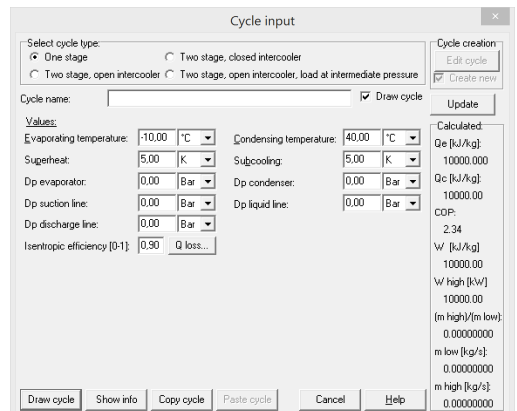 Cycle input
Select cycle type:
One stage
Two stage, closed intercooler
Two stage, open intercooler
Two stage, open intercooler, load at intermediate pressure
Cycle creation
Edit cycle
Create new
Cycle name:
Draw cycle
Update
Values:
Evaporating temperature: -10,00 °C
Condensing temperature: 40,00 °C
Superheat: 5,00 K
Subcooling: 5,00 K
Dp evaporator: 0,00 Bar
Dp condenser: 0,00 Bar
Dp suction line: 0,00 Bar
Dp liquid line: 0,00 Bar
Dp discharge line: 0,00 Bar
Isentropic efficiency [0-1]: 0,90 Q loss...
Calculated:
Qe [kJ/kg]:
10000.000
Qc [kJ/kg]:
10000.00
COP:
2.34
W [kJ/kg]
W high [kW]
10000.00
(m high)/(m low):
0.00000000
m low [kg/s]:
0.00000000
m high [kg/s]:
0.00000000
Draw cycle
Show info
Copy cycle
Paste cycle
Cancel
Help